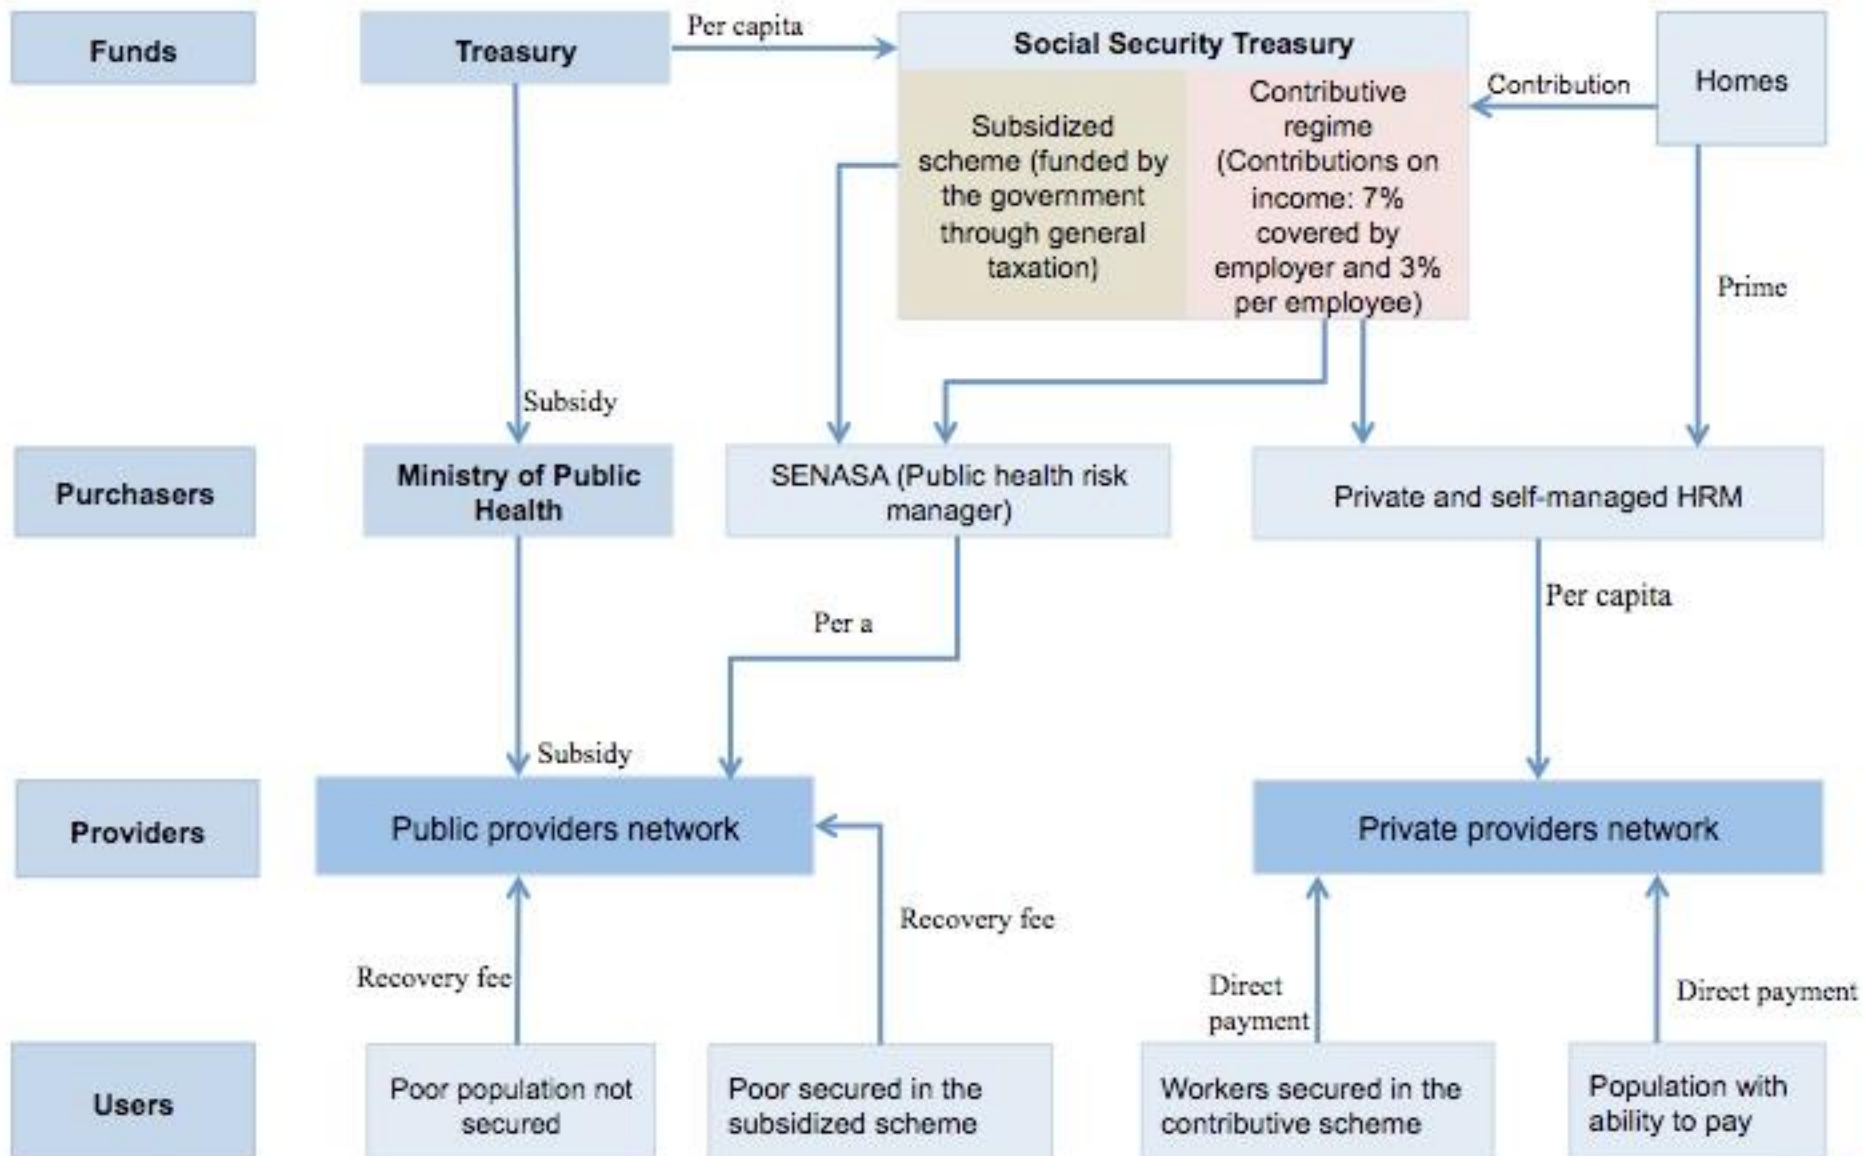 Funds
Treasury
Per capita
Social Security Treasury
Subsidized
scheme (funded by
the government
through general
taxation)
Contributive
regime
(Contributions on
income: 7%
covered by
employer and 3%
per employee)
Contribution
Homes
Prime
Subsidy
Purchasers
Ministry of Public
Health
SENASA (Public health risk
manager)
Private and self-managed HRM
Per a
Per capita
Subsidy
Providers
Public providers network
Private providers network
Recovery fee
Recovery fee
Direct
payment
Direct payment
Users
Poor population not
secured
Poor secured in the
subsidized scheme
Workers secured in the
contributive scheme
Population with
ability to pay